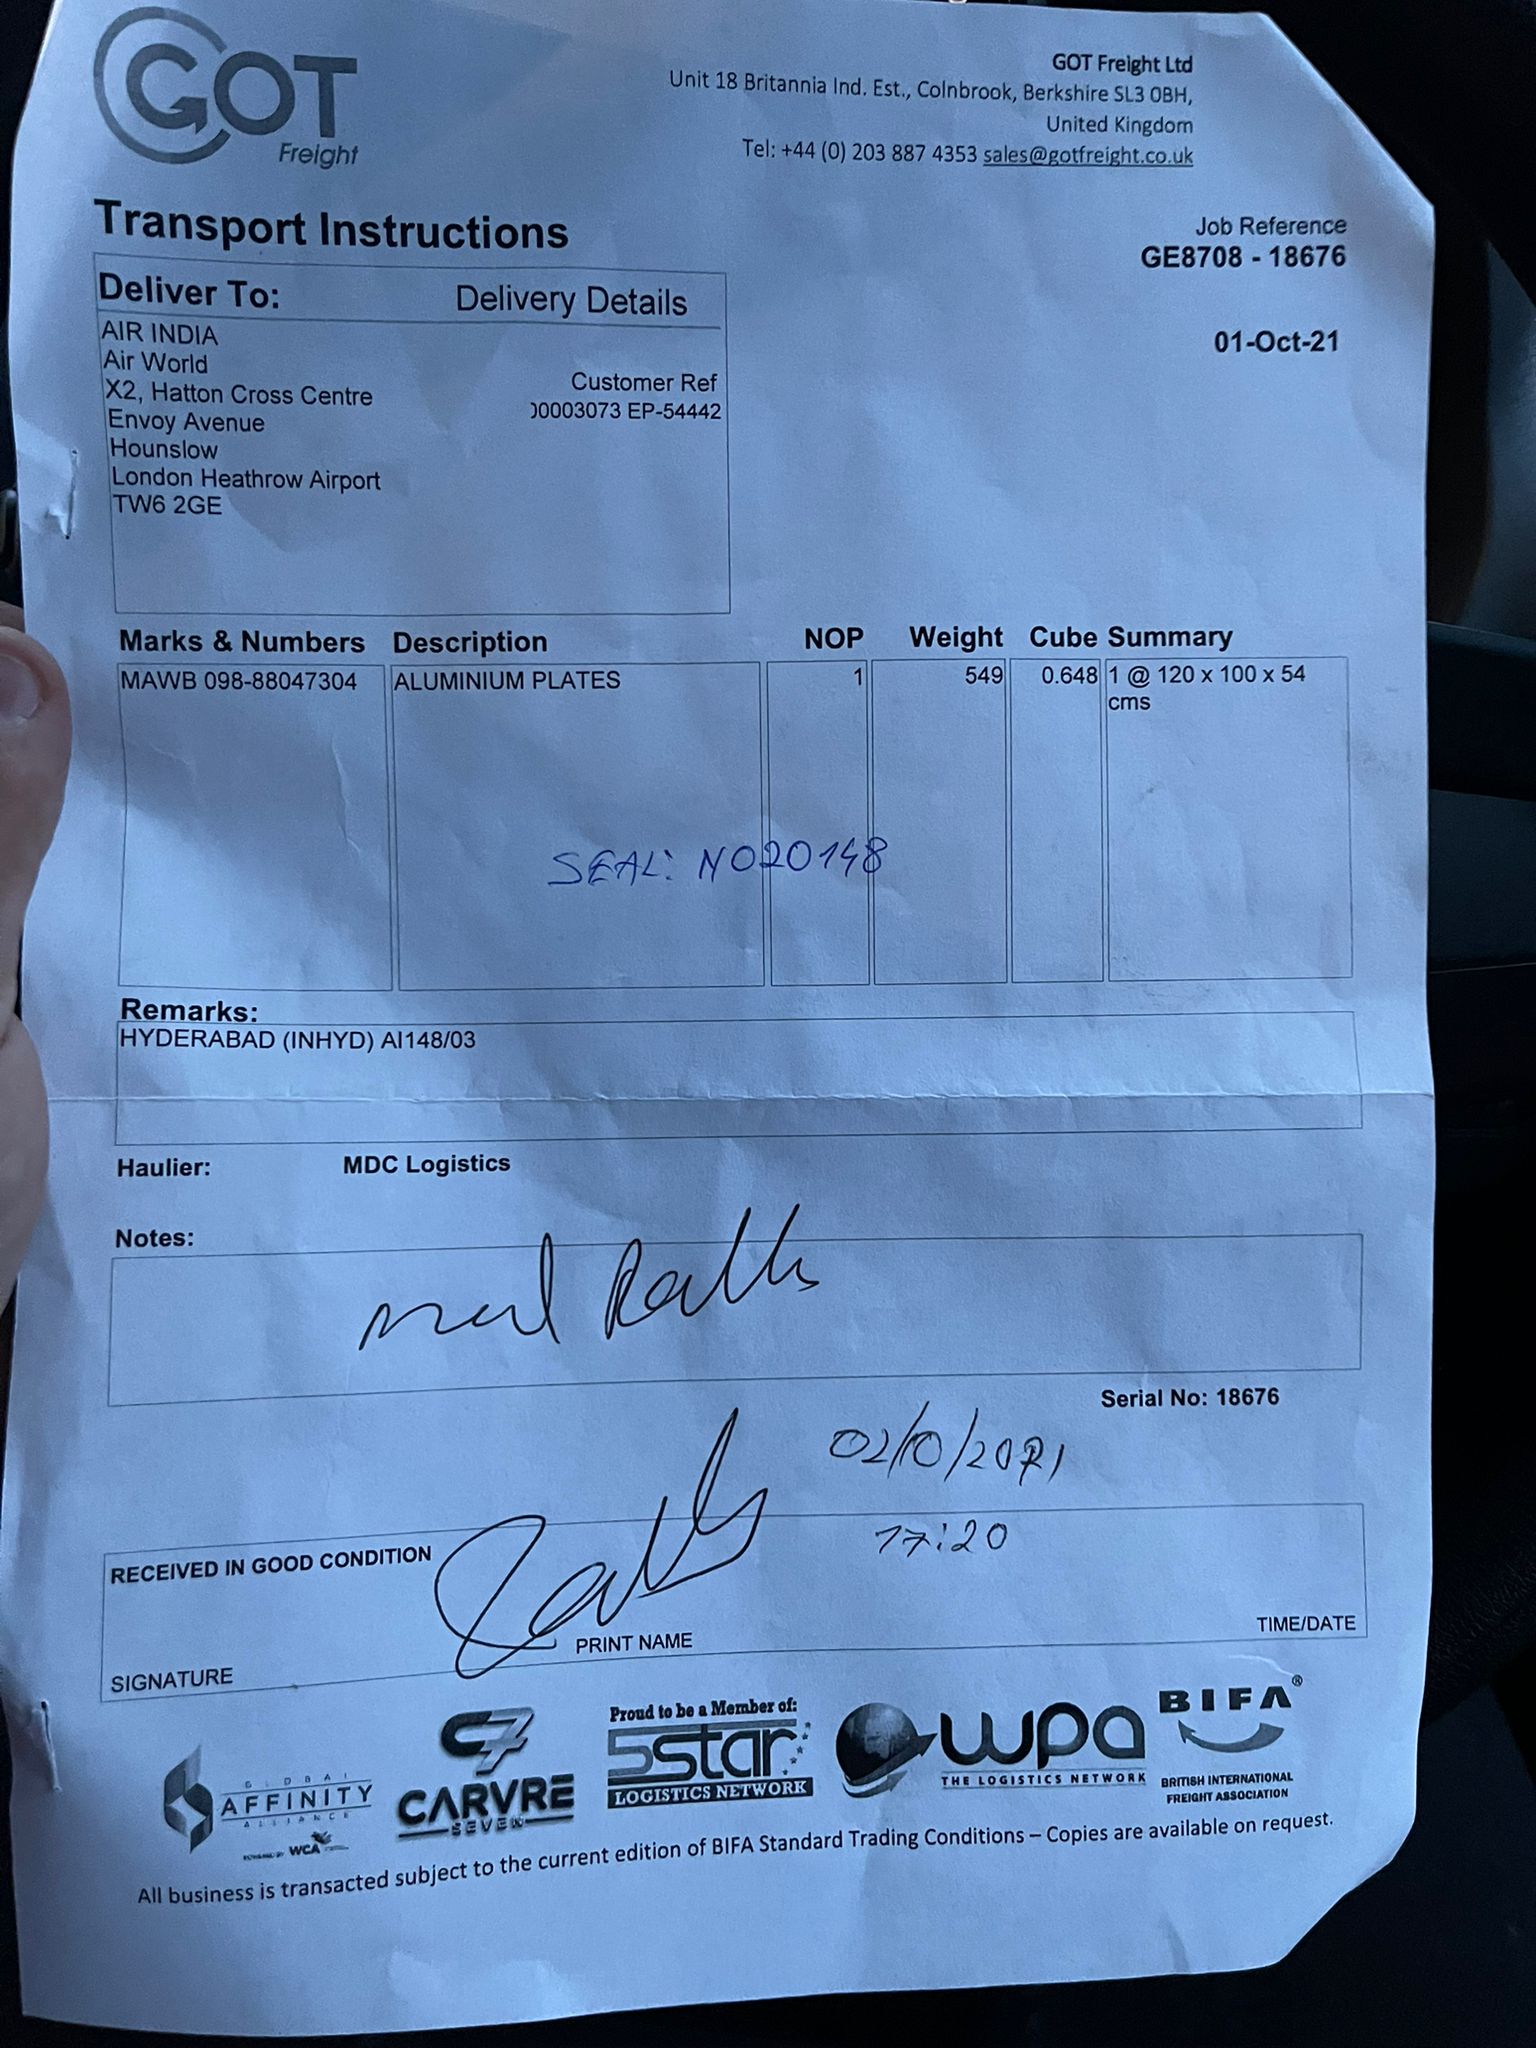 GOT
Freight
GOT Freight Ltd
Unit 18 Britannia Ind. Est., Colnbrook, Berkshire SL3 0BH,
United Kingdom
Tel: +44 (0) 203 887 4353 sales@gotfreight.co.uk
Transport Instructions
Job Reference
GE8708 - 18676
01-Oct-21
Deliver To: Delivery Details
AIR INDIA
Air World
X2, Hatton Cross Centre
Envoy Avenue
Hounslow
London Heathrow Airport
TW6 2GE
Customer Ref
00003073 EP-54442
Marks & Numbers Description NOP Weight Cube Summary
MAWB 098-88047304 ALUMINIUM PLATES 1 549 0.648 1 @ 120 x 100 x 54
cms
SEAL: N020148
Remarks:
HYDERABAD (INHYD) AI148/03
Haulier: MDC Logistics
Notes:
Serial No: 18676
02/10/2021
17:20
RECEIVED IN GOOD CONDITION
SIGNATURE PRINT NAME TIME/DATE
GLOBAL
AFFINITY
ALLIANCE
POWERED BY WCA
C7
CARVRE
SEVEN
Proud to be a Member of:
5star
LOGISTICS NETWORK
wpa
THE LOGISTICS NETWORK
BIFA®
BRITISH INTERNATIONAL
FREIGHT ASSOCIATION
All business is transacted subject to the current edition of BIFA Standard Trading Conditions – Copies are available on request.